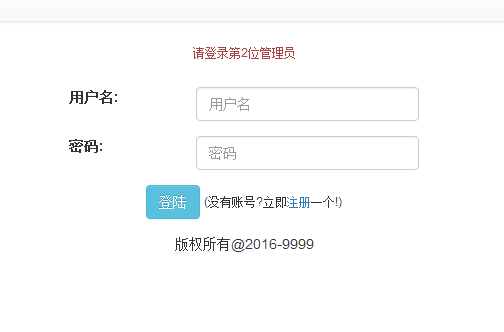 请登录第2位管理员
用户名: 用户名
密码: 密码
登陆 (没有账号?立即注册一个!)
版权所有@2016-9999